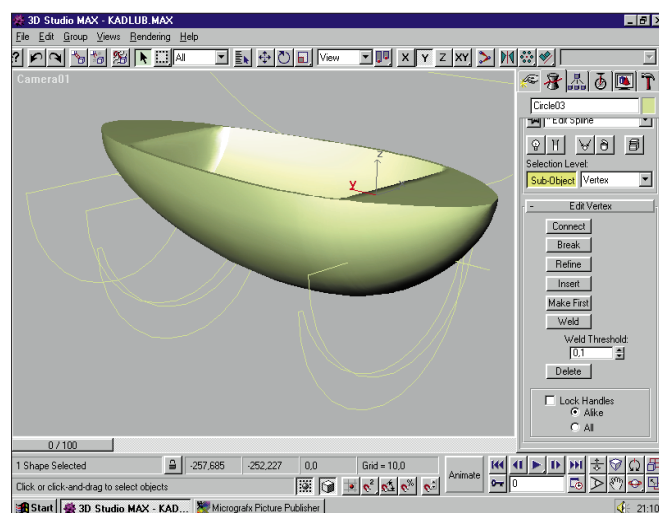 3D Studio MAX - KADLUB.MAX
File Edit Group Views Rendering Help
? All View X Y Z XY
Camera01
z
y
Circle03
Edit Spline
Selection Level:
Sub-Object Vertex
- Edit Vertex
Connect
Break
Refine
Insert
Make First
Weld
Weld Threshold:
0,1
Delete
Lock Handles
Alike
All
0 / 100
1 Shape Selected -257,685 -252,227 0,0 Grid = 10,0
Animate
Click or click-and-drag to select objects
0
Start 3D Studio MAX - KAD... Micrografx Picture Publisher 21:10